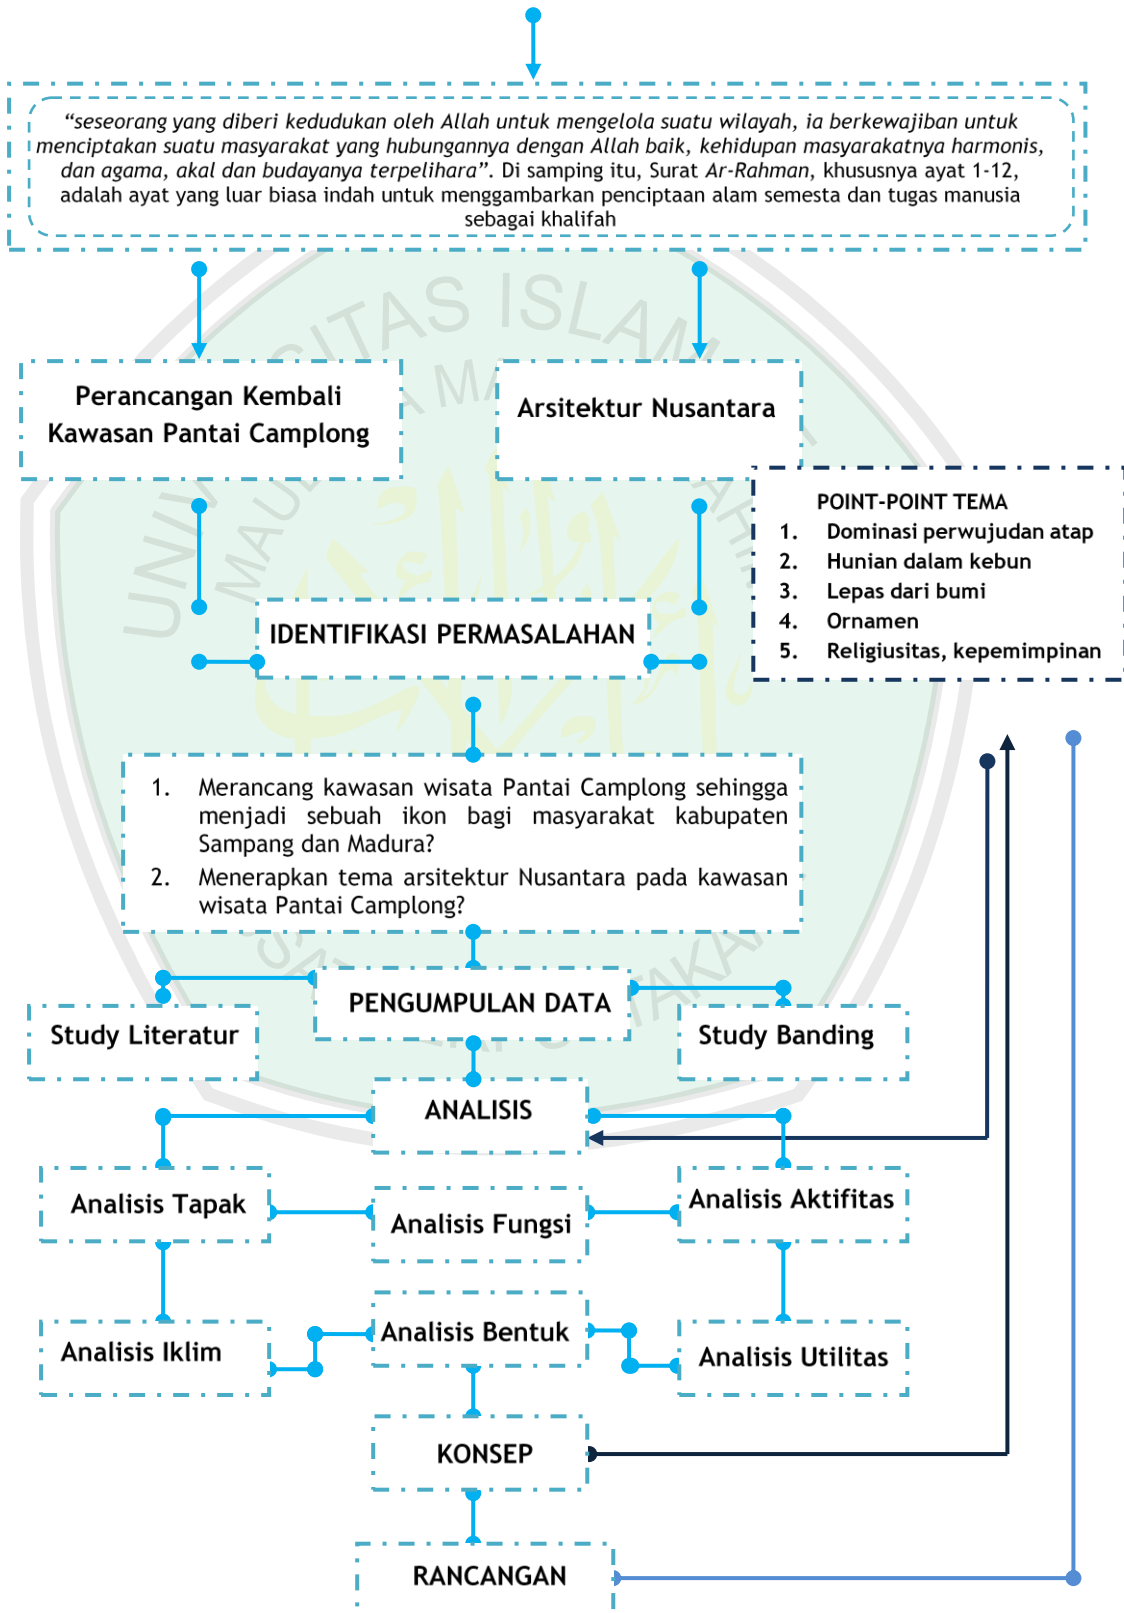 “seseorang yang diberi kedudukan oleh Allah untuk mengelola suatu wilayah, ia berkewajiban untuk
menciptakan suatu masyarakat yang hubungannya dengan Allah baik, kehidupan masyarakatnya harmonis,
dan agama, akal dan budayanya terpelihara”. Di samping itu, Surat Ar-Rahman, khususnya ayat 1-12,
adalah ayat yang luar biasa indah untuk menggambarkan penciptaan alam semesta dan tugas manusia
sebagai khalifah
Perancangan Kembali
Kawasan Pantai Camplong
Arsitektur Nusantara
POINT-POINT TEMA
1. Dominasi perwujudan atap
2. Hunian dalam kebun
3. Lepas dari bumi
4. Ornamen
5. Religiusitas, kepemimpinan
IDENTIFIKASI PERMASALAHAN
1. Merancang kawasan wisata Pantai Camplong sehingga
menjadi sebuah ikon bagi masyarakat kabupaten
Sampang dan Madura?
2. Menerapkan tema arsitektur Nusantara pada kawasan
wisata Pantai Camplong?
PENGUMPULAN DATA
Study Literatur
Study Banding
ANALISIS
Analisis Tapak
Analisis Fungsi
Analisis Aktifitas
Analisis Iklim
Analisis Bentuk
Analisis Utilitas
KONSEP
RANCANGAN